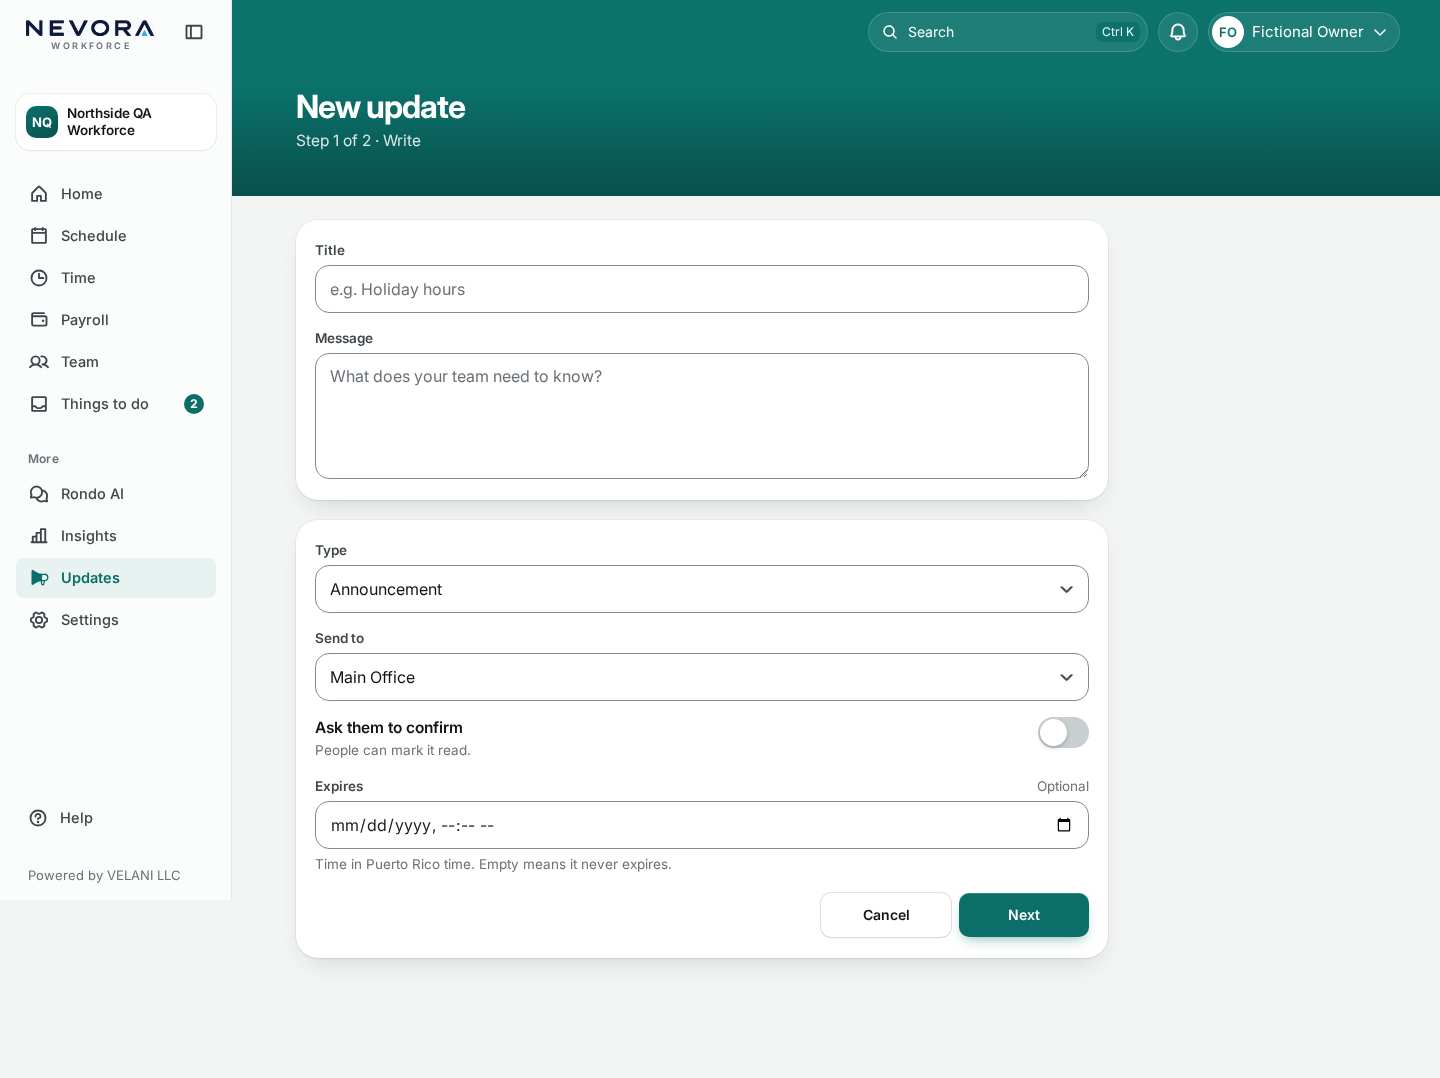 NEVORA
WORKFORCE
Search
Ctrl K
FO
Fictional Owner
NQ
Northside QA
Workforce
New update
Step 1 of 2 · Write
Home
Schedule
Time
Payroll
Team
Things to do
2
More
Rondo AI
Insights
Updates
Settings
Help
Powered by VELANI LLC
Title
e.g. Holiday hours
Message
What does your team need to know?
Type
Announcement
Send to
Main Office
Ask them to confirm
People can mark it read.
Expires
Optional
mm/dd/yyyy, --:-- --
Time in Puerto Rico time. Empty means it never expires.
Cancel
Next